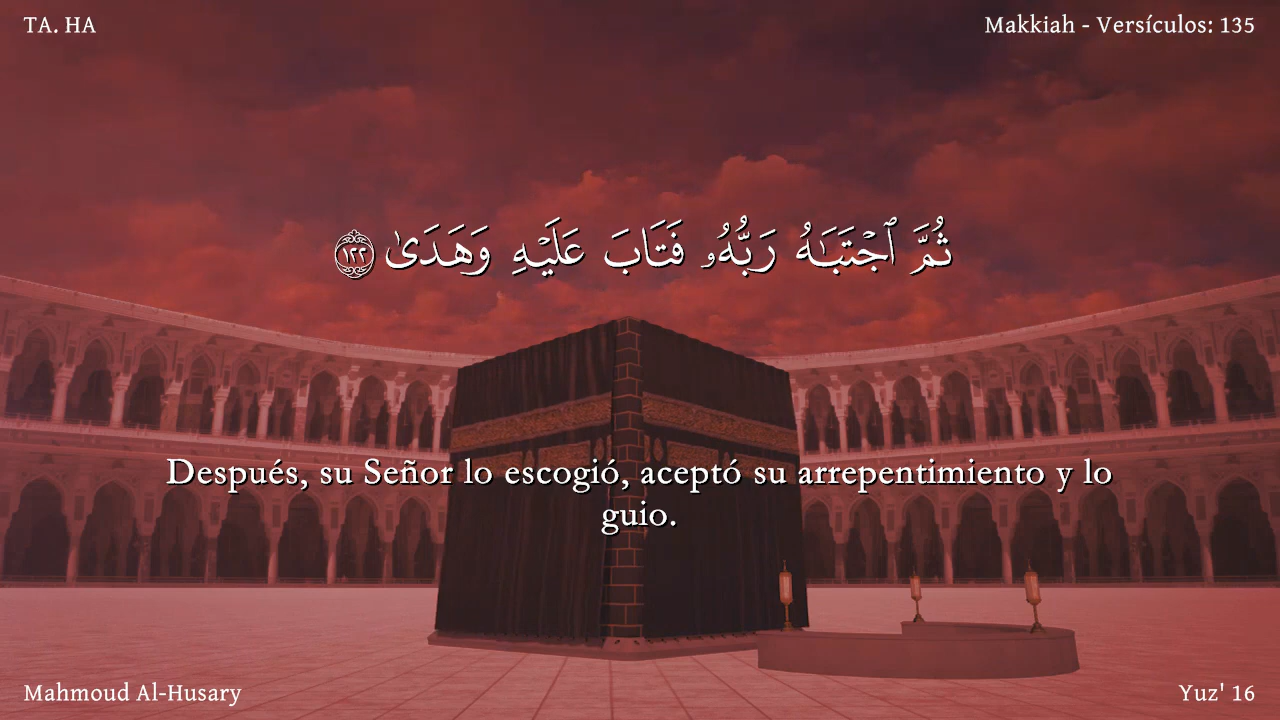 TA. HA
Makkiah - Versículos: 135
ثُمَّ ٱجْتَبَـٰهُ رَبُّهُۥ فَتَابَ عَلَيْهِ وَهَدَىٰ ١٢٢
Después, su Señor lo escogió, aceptó su arrepentimiento y lo
guio.
Mahmoud Al-Husary
Yuz' 16